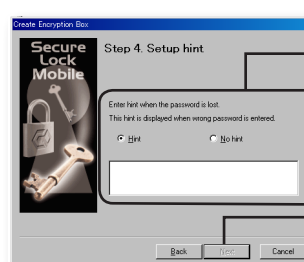 Create Encryption Box
Secure
Lock
Mobile
Step 4. Setup hint
Enter hint when the password is lost.
This hint is displayed when wrong password is entered.
Hint
No hint
Back
Next
Cancel